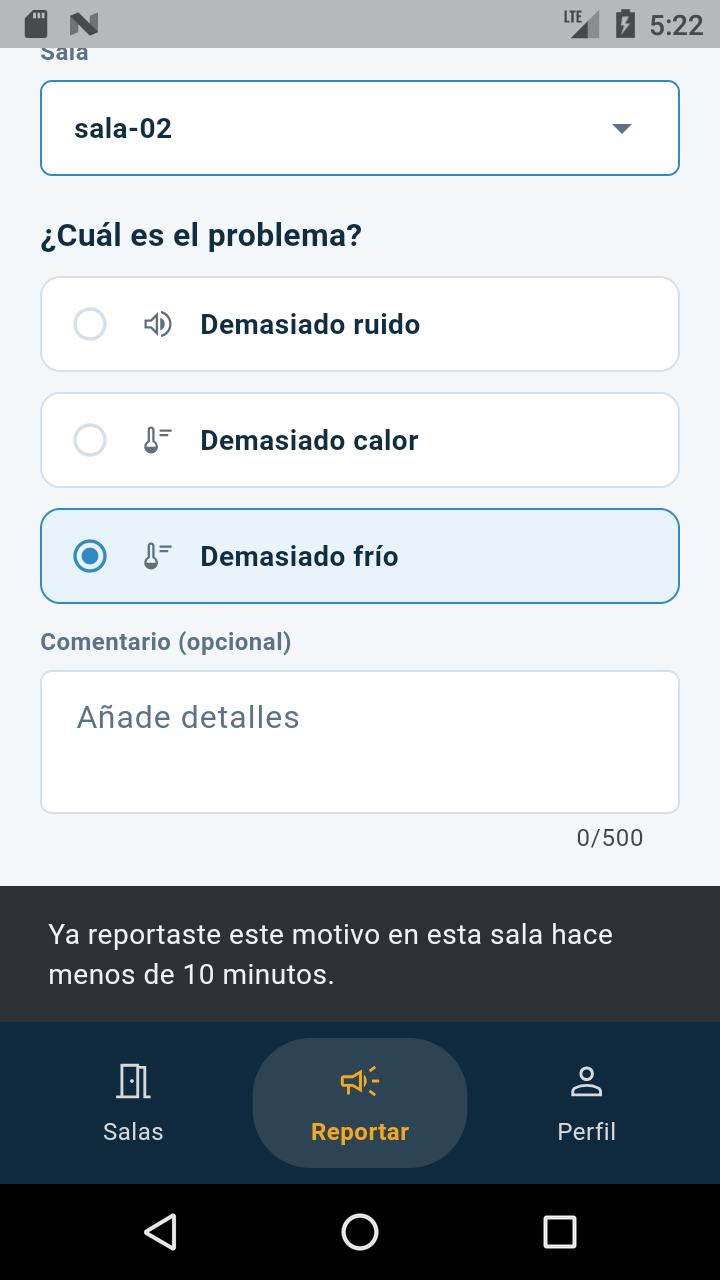 LTE 5:22
Sala
sala-02
¿Cuál es el problema?
Demasiado ruido
Demasiado calor
Demasiado frío
Comentario (opcional)
Añade detalles
0/500
Ya reportaste este motivo en esta sala hace
menos de 10 minutos.
Salas Reportar Perfil